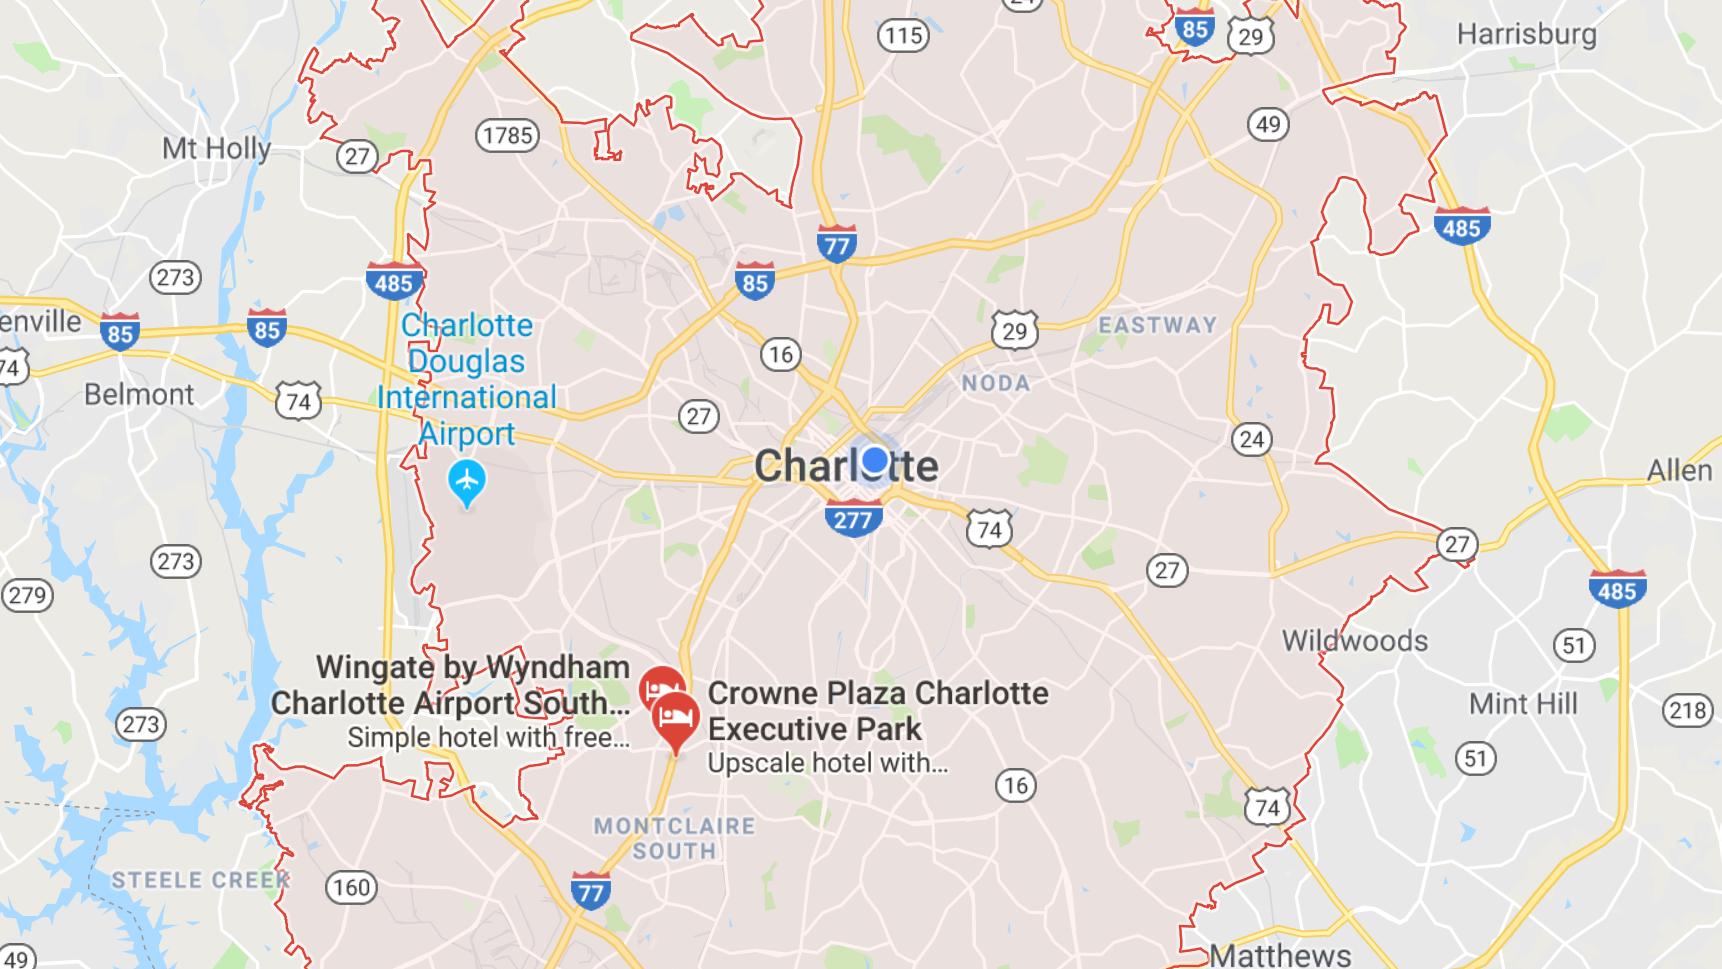 24
115
85
29
Harrisburg
1785
49
Mt Holly
27
485
77
273
485
85
enville
85
85
Charlotte
Douglas
International
Airport
29
EASTWAY
16
74
Belmont
74
NODA
27
24
Charlotte
Allen
277
74
27
273
27
279
485
Wildwoods
51
Wingate by Wyndham
Charlotte Airport South...
Simple hotel with free...
Crowne Plaza Charlotte
Executive Park
Upscale hotel with...
Mint Hill
218
273
51
16
74
MONTCLAIRE
SOUTH
STEELE CREEK
160
77
49
Matthews